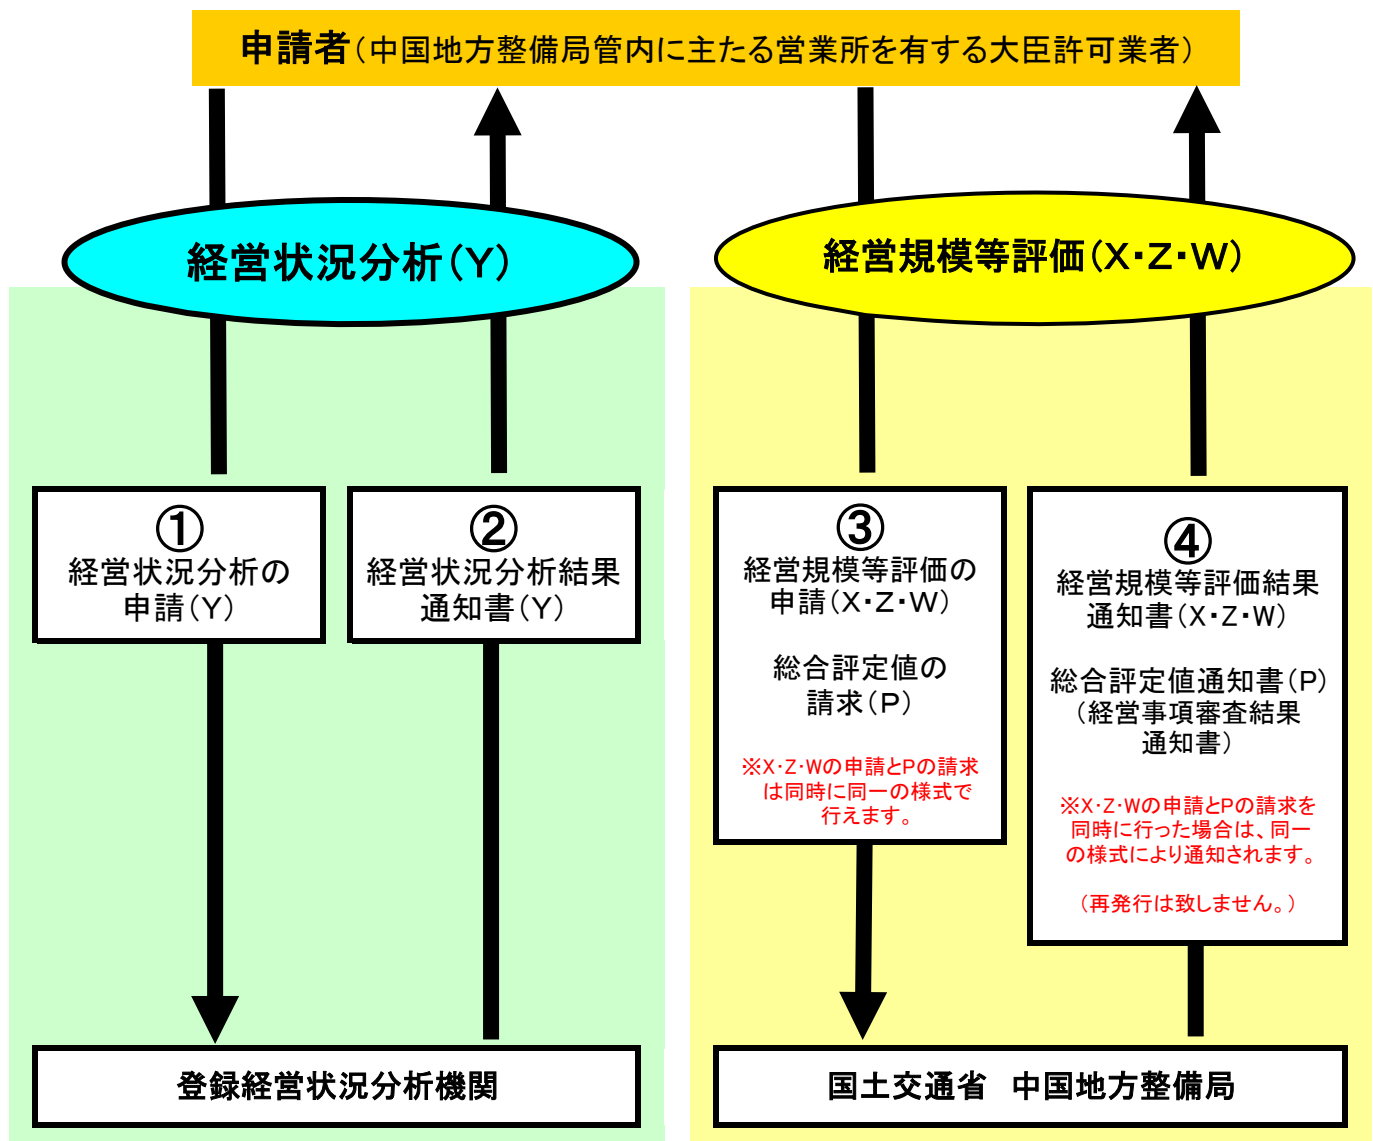 申請者（中国地方整備局管内に主たる営業所を有する大臣許可業者）
経営状況分析（Y）
経営規模等評価（X・Z・W）
①
経営状況分析の
申請（Y）
②
経営状況分析結果
通知書（Y）
③
経営規模等評価の
申請（X・Z・W）
総合評定値の
請求（P）
※X・Z・Wの申請とPの請求
は同時に同一の様式で
行えます。
④
経営規模等評価結果
通知書（X・Z・W）
総合評定値通知書（P）
（経営事項審査結果
通知書）
※X・Z・Wの申請とPの請求を
同時に行った場合は、同一
の様式により通知されます。
（再発行は致しません。）
登録経営状況分析機関
国土交通省　中国地方整備局